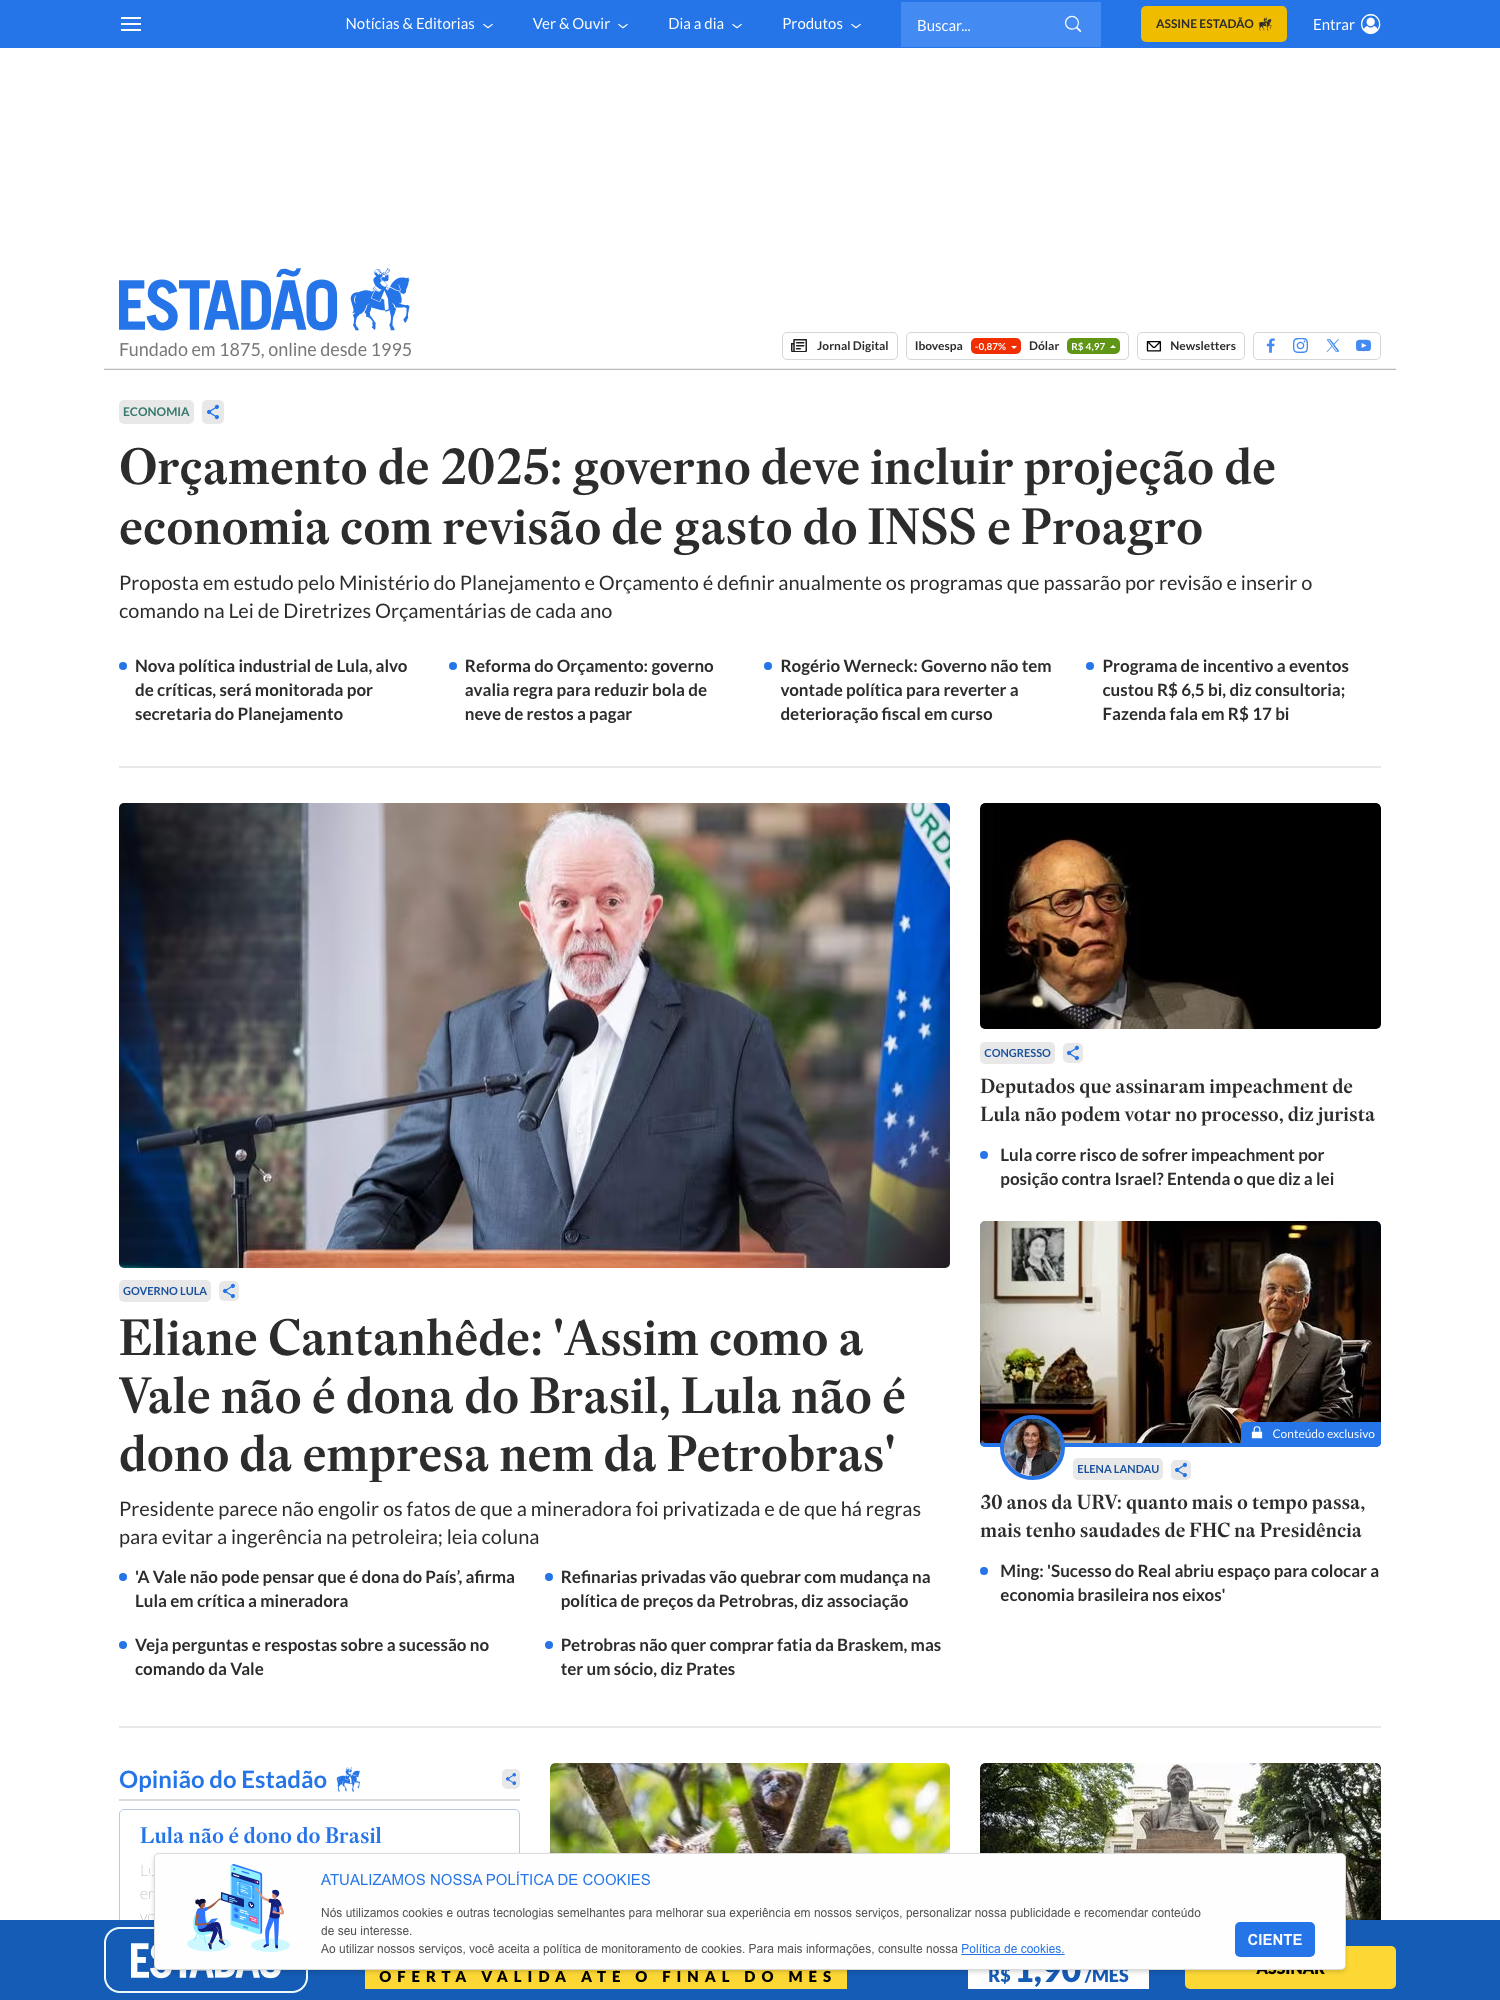 Notícias & Editorias
Ver & Ouvir
Dia a dia
Produtos
Buscar...
ASSINE ESTADÃO
Entrar
ESTADÃO
Fundado em 1875, online desde 1995
Jornal Digital
Ibovespa -0,87% Dólar R$ 4,97
Newsletters
ECONOMIA
Orçamento de 2025: governo deve incluir projeção de
economia com revisão de gasto do INSS e Proagro
Proposta em estudo pelo Ministério do Planejamento e Orçamento é definir anualmente os programas que passarão por revisão e inserir o
comando na Lei de Diretrizes Orçamentárias de cada ano
Nova política industrial de Lula, alvo
de críticas, será monitorada por
secretaria do Planejamento
Reforma do Orçamento: governo
avalia regra para reduzir bola de
neve de restos a pagar
Rogério Werneck: Governo não tem
vontade política para reverter a
deterioração fiscal em curso
Programa de incentivo a eventos
custou R$ 6,5 bi, diz consultoria;
Fazenda fala em R$ 17 bi
GOVERNO LULA
Eliane Cantanhêde: 'Assim como a
Vale não é dona do Brasil, Lula não é
dono da empresa nem da Petrobras'
Presidente parece não engolir os fatos de que a mineradora foi privatizada e de que há regras
para evitar a ingerência na petroleira; leia coluna
'A Vale não pode pensar que é dona do País’, afirma
Lula em crítica a mineradora
Refinarias privadas vão quebrar com mudança na
política de preços da Petrobras, diz associação
Veja perguntas e respostas sobre a sucessão no
comando da Vale
Petrobras não quer comprar fatia da Braskem, mas
ter um sócio, diz Prates
CONGRESSO
Deputados que assinaram impeachment de
Lula não podem votar no processo, diz jurista
Lula corre risco de sofrer impeachment por
posição contra Israel? Entenda o que diz a lei
Conteúdo exclusivo
ELENA LANDAU
30 anos da URV: quanto mais o tempo passa,
mais tenho saudades de FHC na Presidência
Ming: 'Sucesso do Real abriu espaço para colocar a
economia brasileira nos eixos'
Opinião do Estadão
Lula não é dono do Brasil
ATUALIZAMOS NOSSA POLÍTICA DE COOKIES
Nós utilizamos cookies e outras tecnologias semelhantes para melhorar sua experiência em nossos serviços, personalizar nossa publicidade e recomendar conteúdo
de seu interesse.
Ao utilizar nossos serviços, você aceita a política de monitoramento de cookies. Para mais informações, consulte nossa Política de cookies.
CIENTE
ESTADÃO
OFERTA VÁLIDA ATÉ O FINAL DO MÊS
R$ 1,90/MÊS
ASSINAR